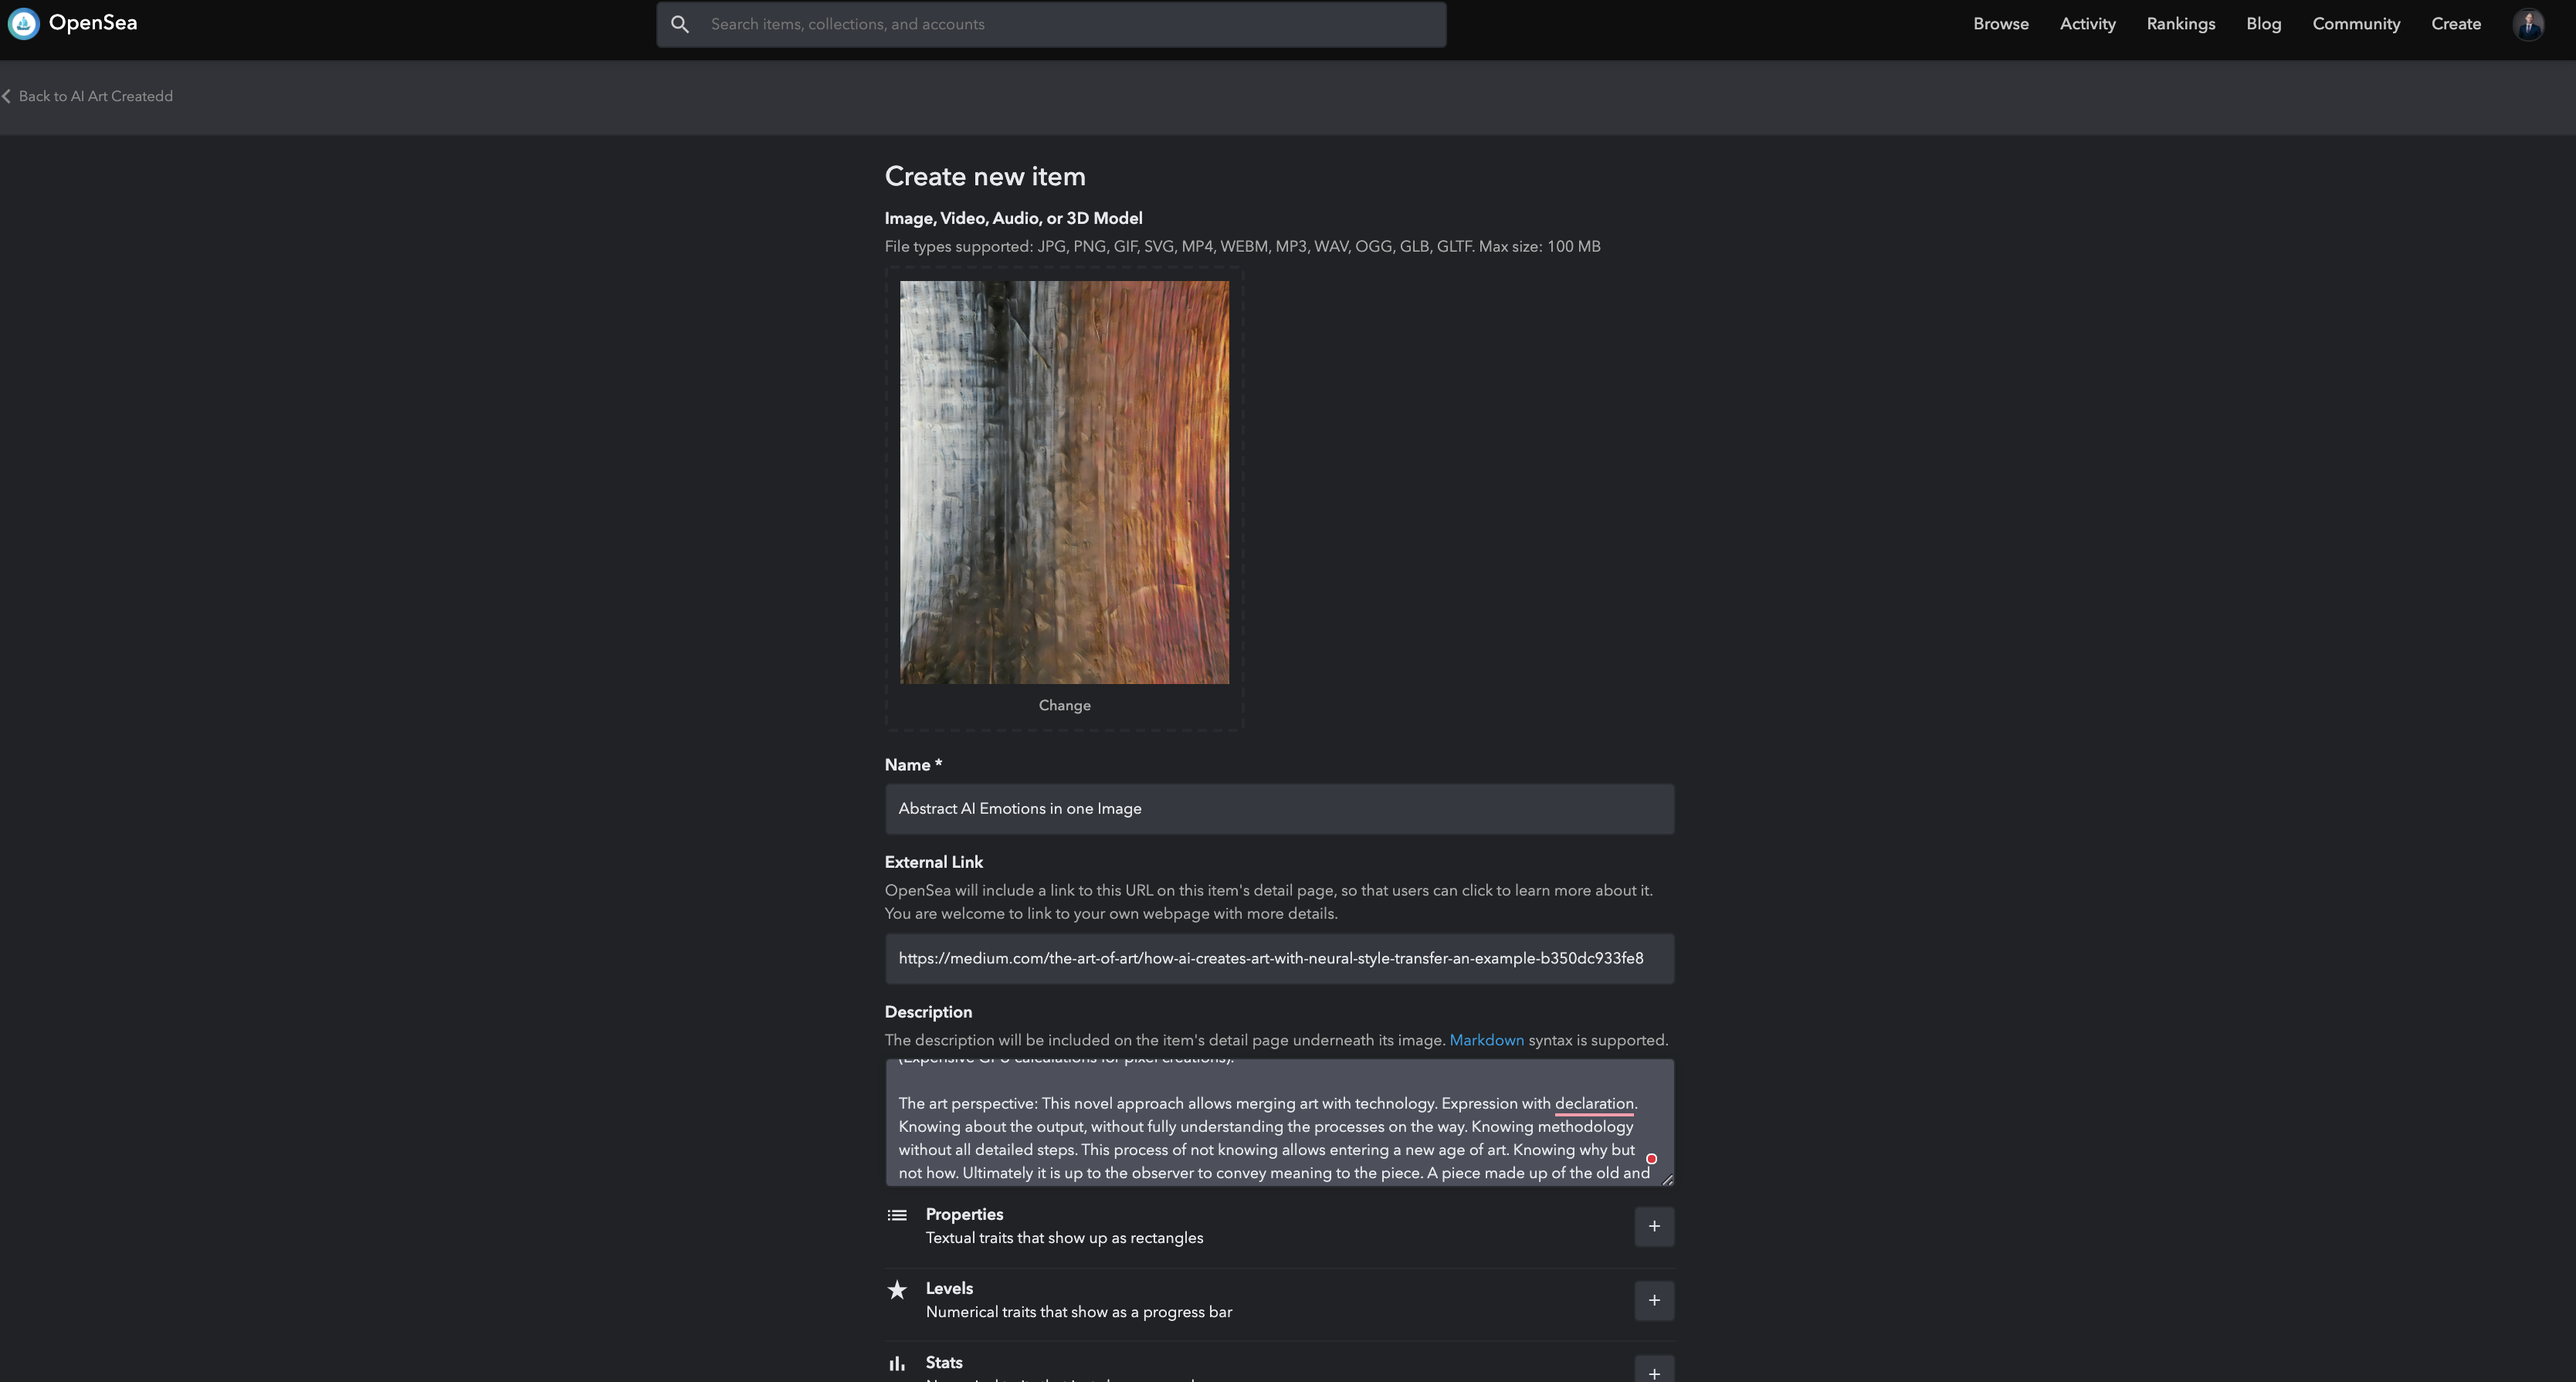 OpenSea
Search items, collections, and accounts
Browse
Activity
Rankings
Blog
Community
Create
Back to AI Art Createdd
Create new item
Image, Video, Audio, or 3D Model
File types supported: JPG, PNG, GIF, SVG, MP4, WEBM, MP3, WAV, OGG, GLB, GLTF. Max size: 100 MB
Change
Name *
Abstract AI Emotions in one Image
External Link
OpenSea will include a link to this URL on this item's detail page, so that users can click to learn more about it.
You are welcome to link to your own webpage with more details.
https://medium.com/the-art-of-art/how-ai-creates-art-with-neural-style-transfer-an-example-b350dc933fe8
Description
The description will be included on the item's detail page underneath its image. Markdown syntax is supported.
(Expensive GPU calculations for pixel creations).
The art perspective: This novel approach allows merging art with technology. Expression with declaration.
Knowing about the output, without fully understanding the processes on the way. Knowing methodology
without all detailed steps. This process of not knowing allows entering a new age of art. Knowing why but
not how. Ultimately it is up to the observer to convey meaning to the piece. A piece made up of the old and
Properties
Textual traits that show up as rectangles
Levels
Numerical traits that show as a progress bar
Stats